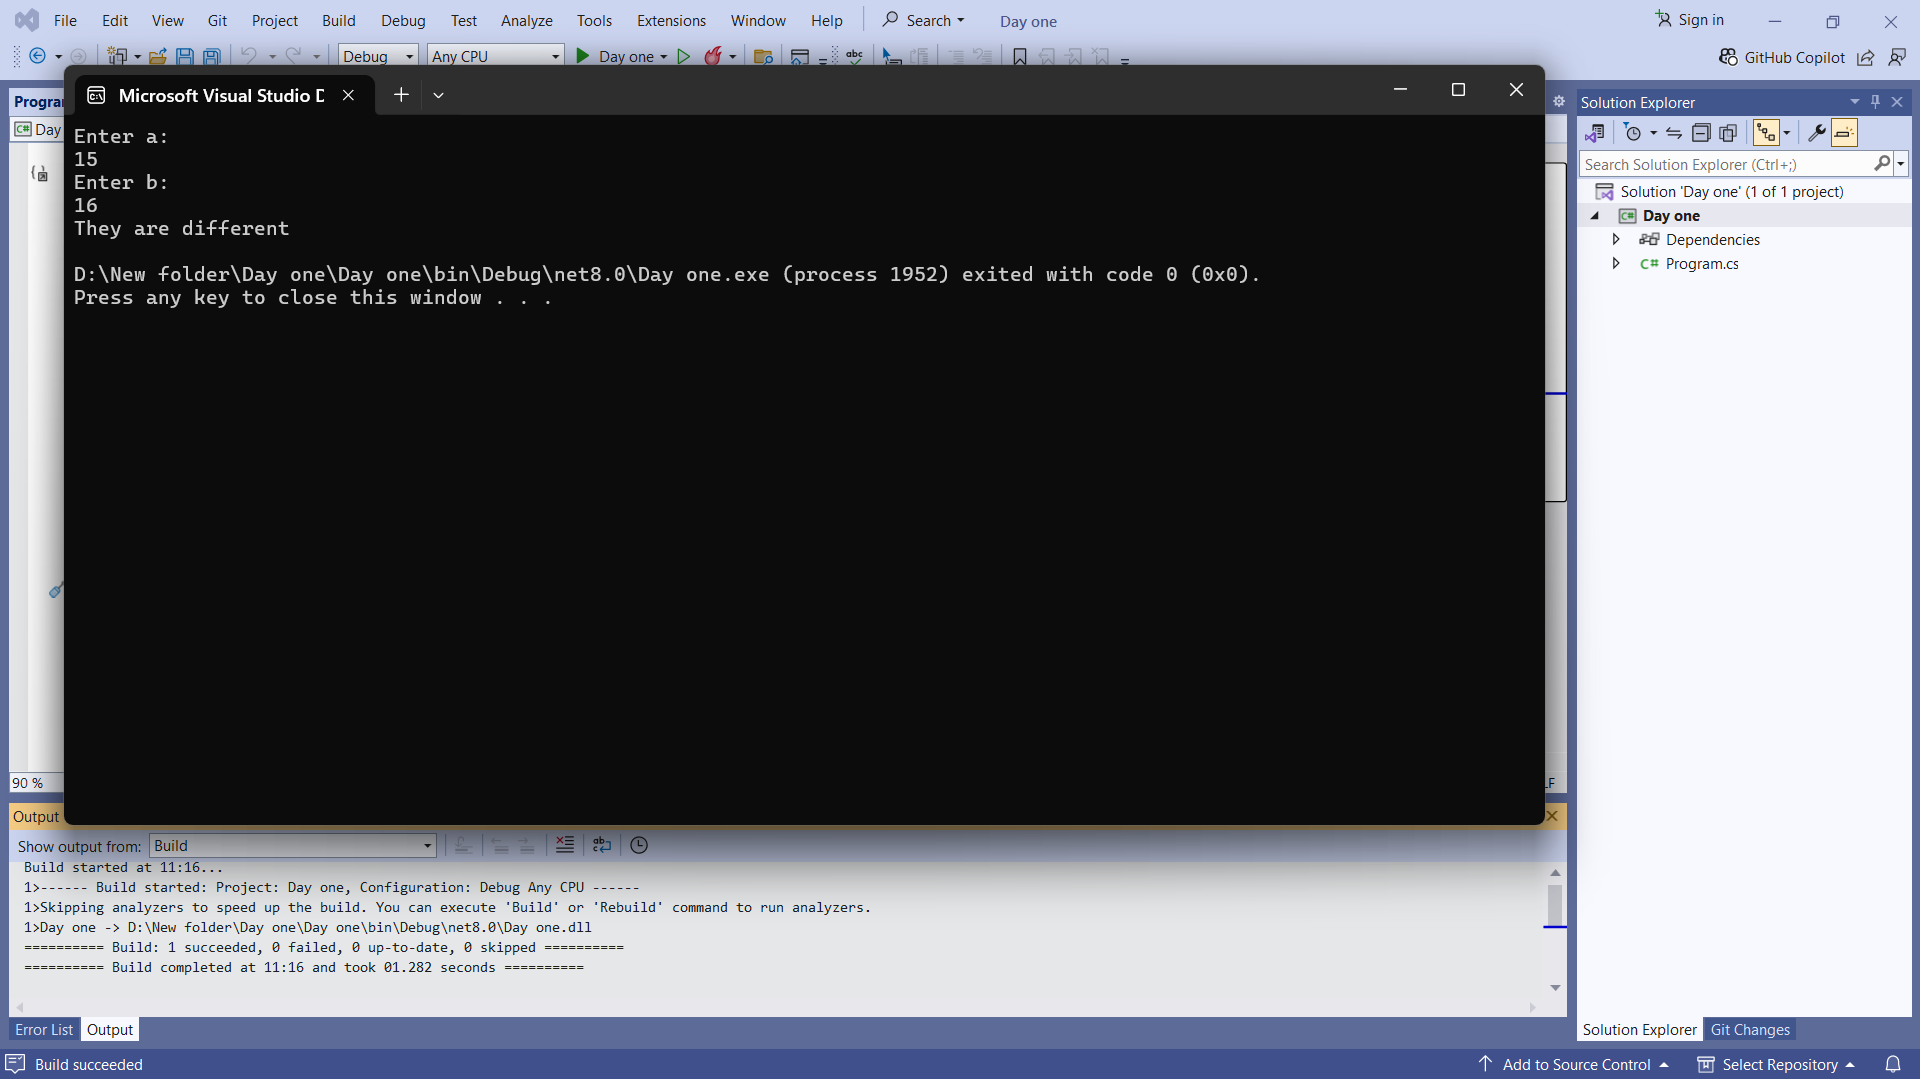 File Edit View Git Project Build Debug Test Analyze Tools Extensions Window Help Search Day one Sign in
Debug Any CPU Day one GitHub Copilot
Microsoft Visual Studio D
Day
Enter a:
15
Enter b:
16
They are different
D:\New folder\Day one\Day one\bin\Debug\net8.0\Day one.exe (process 1952) exited with code 0 (0x0).
Press any key to close this window . . .
90 %
Solution Explorer
Search Solution Explorer (Ctrl+;)
Solution 'Day one' (1 of 1 project)
Day one
Dependencies
Program.cs
Output
Show output from: Build
Build started at 11:16...
1>------ Build started: Project: Day one, Configuration: Debug Any CPU ------
1>Skipping analyzers to speed up the build. You can execute 'Build' or 'Rebuild' command to run analyzers.
1>Day one -> D:\New folder\Day one\Day one\bin\Debug\net8.0\Day one.dll
========== Build: 1 succeeded, 0 failed, 0 up-to-date, 0 skipped ==========
========== Build completed at 11:16 and took 01.282 seconds ==========
Error List Output
Solution Explorer Git Changes
Build succeeded Add to Source Control Select Repository